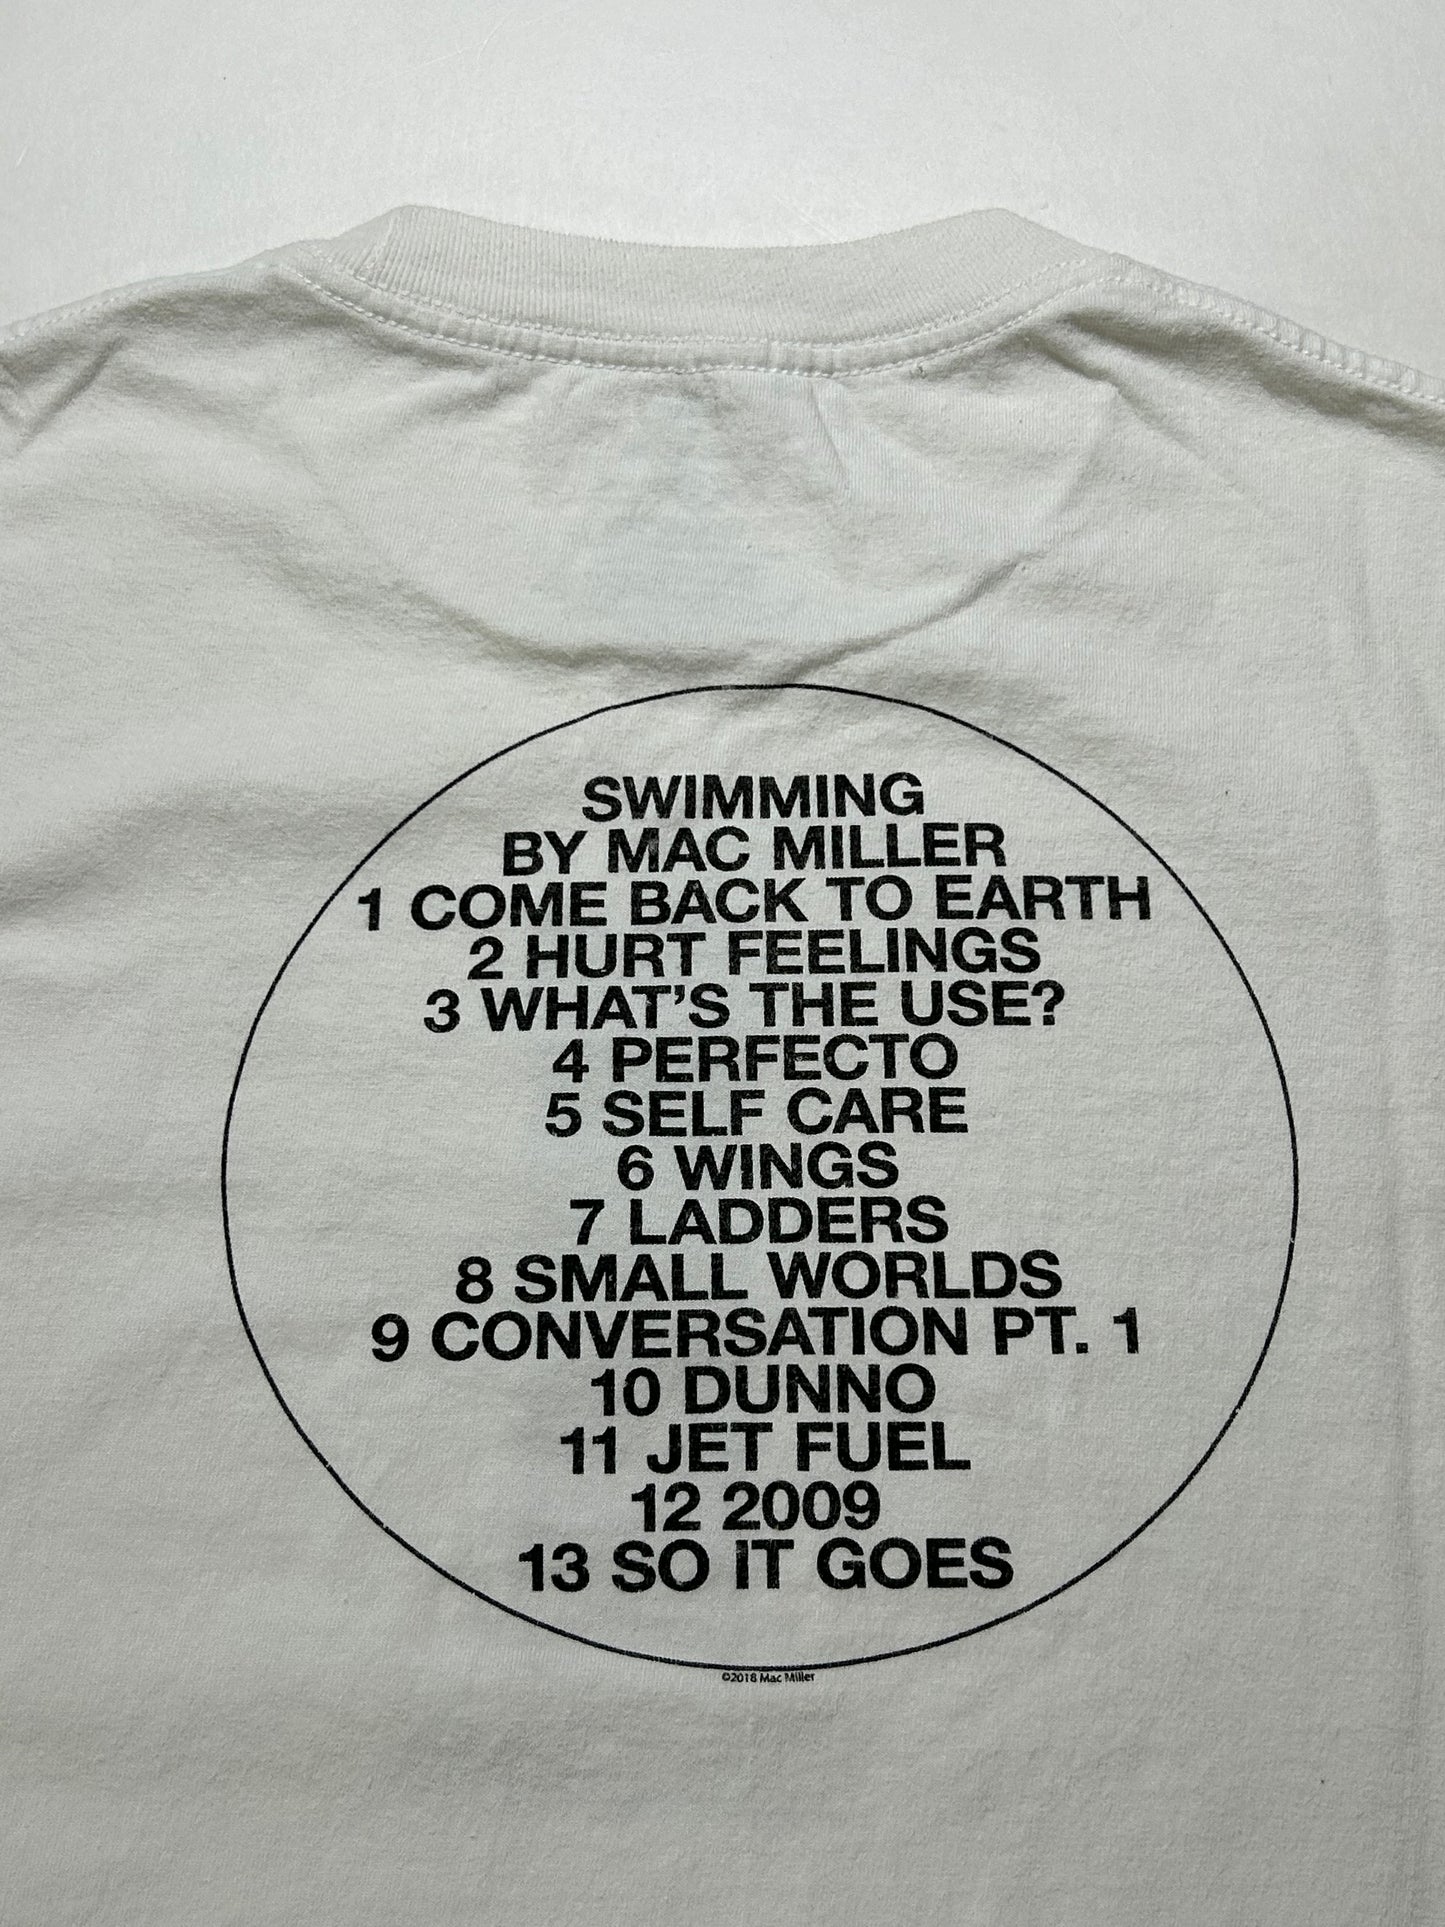 SWIMMING
BY MAC MILLER
1 COME BACK TO EARTH
2 HURT FEELINGS
3 WHAT'S THE USE?
4 PERFECTO
5 SELF CARE
6 WINGS
7 LADDERS
8 SMALL WORLDS
9 CONVERSATION PT. 1
10 DUNNO
11 JET FUEL
12 2009
13 SO IT GOES
©2018 Mac Miller